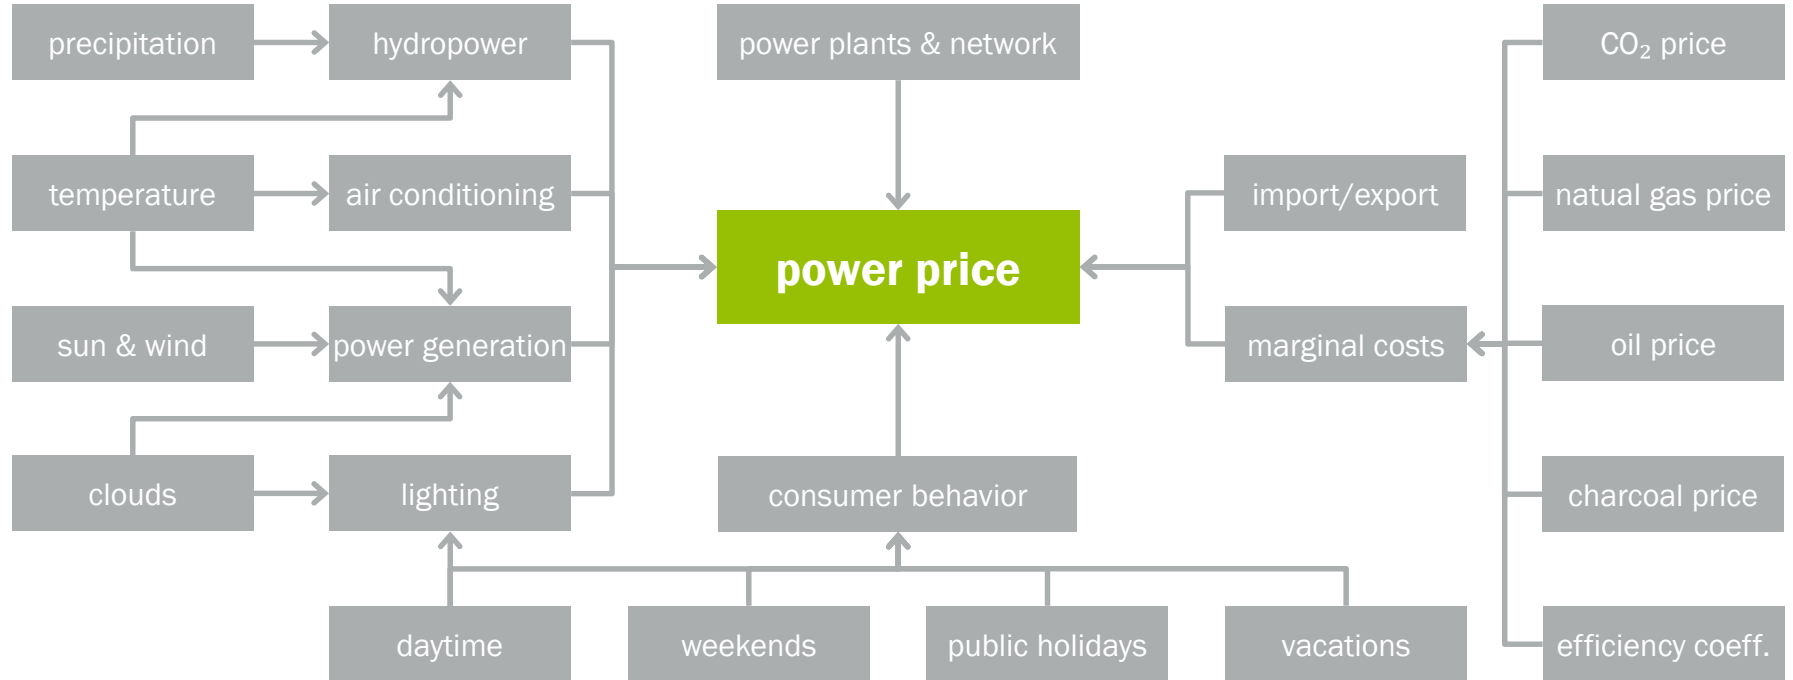 precipitation
hydropower
power plants & network
CO₂ price
temperature
air conditioning
import/export
natual gas price
power price
sun & wind
power generation
marginal costs
oil price
clouds
lighting
consumer behavior
charcoal price
daytime
weekends
public holidays
vacations
efficiency coeff.